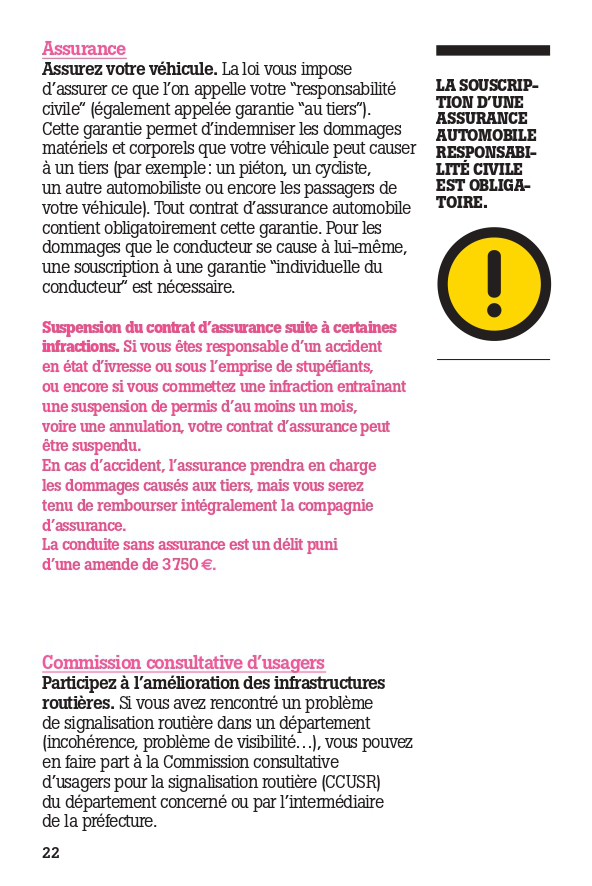 Assurance
Assurez votre véhicule. La loi vous impose
d'assurer ce que l'on appelle votre “responsabilité
civile” (également appelée garantie “au tiers”).
Cette garantie permet d'indemniser les dommages
matériels et corporels que votre véhicule peut causer
à un tiers (par exemple : un piéton, un cycliste,
un autre automobiliste ou encore les passagers de
votre véhicule). Tout contrat d'assurance automobile
contient obligatoirement cette garantie. Pour les
dommages que le conducteur se cause à lui-même,
une souscription à une garantie “individuelle du
conducteur” est nécessaire.
Suspension du contrat d'assurance suite à certaines
infractions. Si vous êtes responsable d'un accident
en état d'ivresse ou sous l'emprise de stupéfiants,
ou encore si vous commettez une infraction entraînant
une suspension de permis d'au moins un mois,
voire une annulation, votre contrat d'assurance peut
être suspendu.
En cas d'accident, l'assurance prendra en charge
les dommages causés aux tiers, mais vous serez
tenu de rembourser intégralement la compagnie
d'assurance.
La conduite sans assurance est un délit puni
d'une amende de 3 750 €.
Commission consultative d'usagers
Participez à l'amélioration des infrastructures
routières. Si vous avez rencontré un problème
de signalisation routière dans un département
(incohérence, problème de visibilité…), vous pouvez
en faire part à la Commission consultative
d'usagers pour la signalisation routière (CCUSR)
du département concerné ou par l'intermédiaire
de la préfecture.
22
LA SOUSCRIP-
TION D'UNE
ASSURANCE
AUTOMOBILE
RESPONSABI-
LITÉ CIVILE
EST OBLIGA-
TOIRE.
!